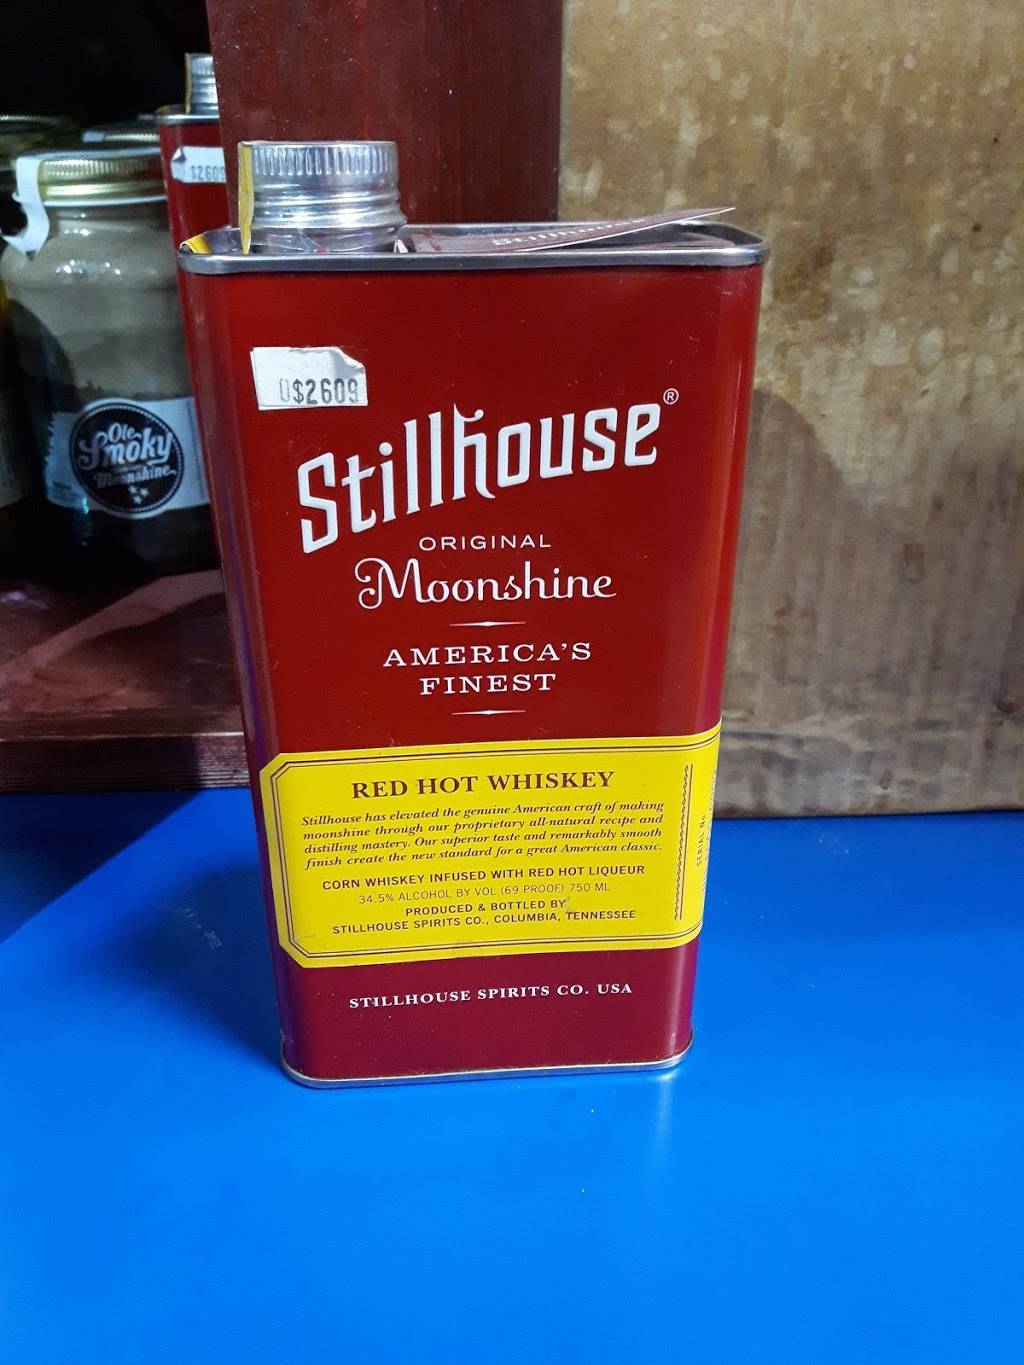 $2609
0$2609
Stillhouse®
ORIGINAL
Moonshine
AMERICA'S
FINEST
RED HOT WHISKEY
Stillhouse has elevated the genuine American craft of making
moonshine through our proprietary all-natural recipe and
distilling mastery. Our superior taste and remarkably smooth
finish create the new standard for a great American classic.
CORN WHISKEY INFUSED WITH RED HOT LIQUEUR
34.5% ALCOHOL BY VOL (69 PROOF) 750 ML
PRODUCED & BOTTLED BY
STILLHOUSE SPIRITS CO., COLUMBIA, TENNESSEE
SERIAL No
STILLHOUSE SPIRITS CO. USA
Ole
Smoky
Moonshine